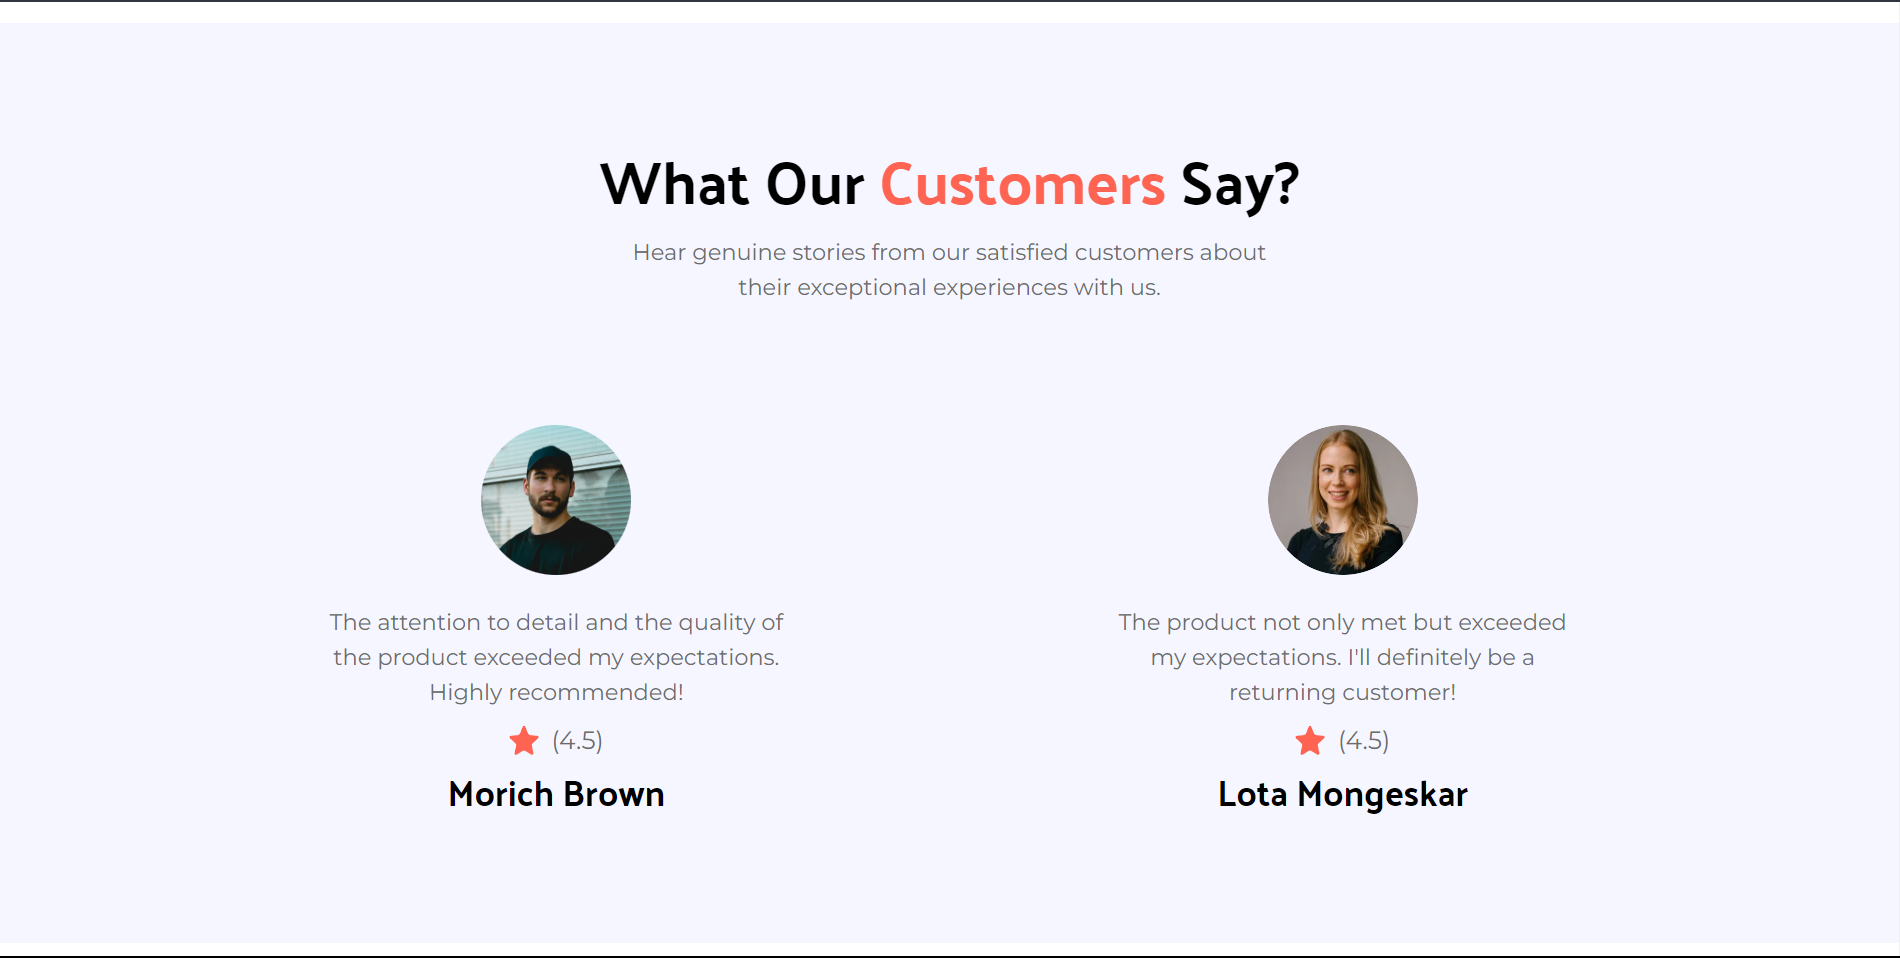 What Our Customers Say?
Hear genuine stories from our satisfied customers about
their exceptional experiences with us.
The attention to detail and the quality of
the product exceeded my expectations.
Highly recommended!
(4.5)
Morich Brown
The product not only met but exceeded
my expectations. I'll definitely be a
returning customer!
(4.5)
Lota Mongeskar